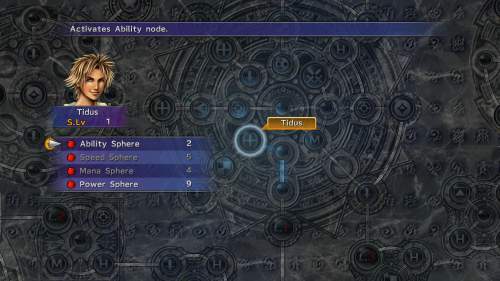 Activates Ability node.
Tidus
S.Lv 1
Tidus
Ability Sphere 2
Speed Sphere 5
Mana Sphere 4
Power Sphere 9
M
H
M
H
H
H